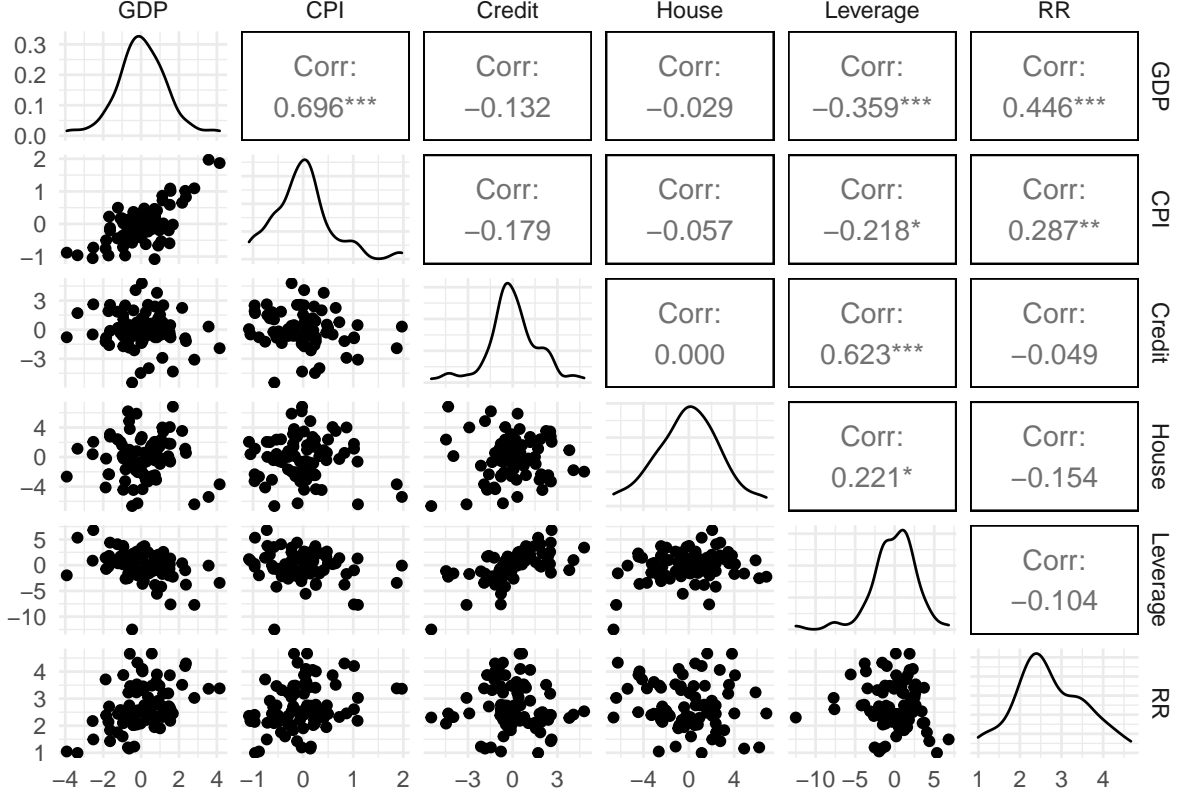 GDP CPI Credit House Leverage RR
0.3
0.2
0.1
0.0
Corr: Corr: Corr: Corr: Corr:
0.696*** −0.132 −0.029 −0.359*** 0.446***
GDP
2
1
0
−1
Corr: Corr: Corr: Corr:
−0.179 −0.057 −0.218* 0.287**
CPI
3
0
−3
Corr: Corr: Corr:
0.000 0.623*** −0.049
Credit
4
0
−4
Corr: Corr:
0.221* −0.154
House
5
0
−5
−10
Corr:
−0.104
Leverage
4
3
2
1
RR
−4 −2 0 2 4 −1 0 1 2 −3 0 3 −4 0 4 −10 −5 0 5 1 2 3 4